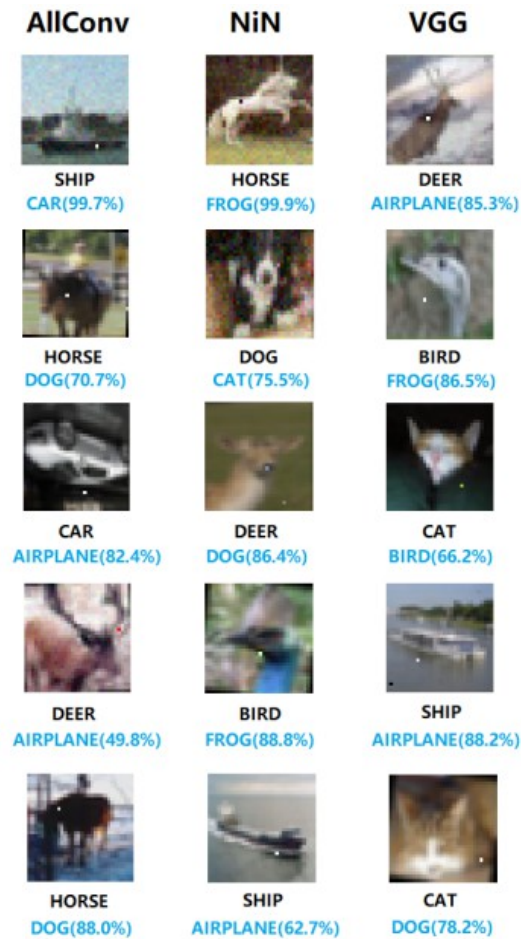 AllConv NiN VGG
SHIP HORSE DEER
CAR(99.7%) FROG(99.9%) AIRPLANE(85.3%)
HORSE DOG BIRD
DOG(70.7%) CAT(75.5%) FROG(86.5%)
CAR DEER CAT
AIRPLANE(82.4%) DOG(86.4%) BIRD(66.2%)
DEER BIRD SHIP
AIRPLANE(49.8%) FROG(88.8%) AIRPLANE(88.2%)
HORSE SHIP CAT
DOG(88.0%) AIRPLANE(62.7%) DOG(78.2%)